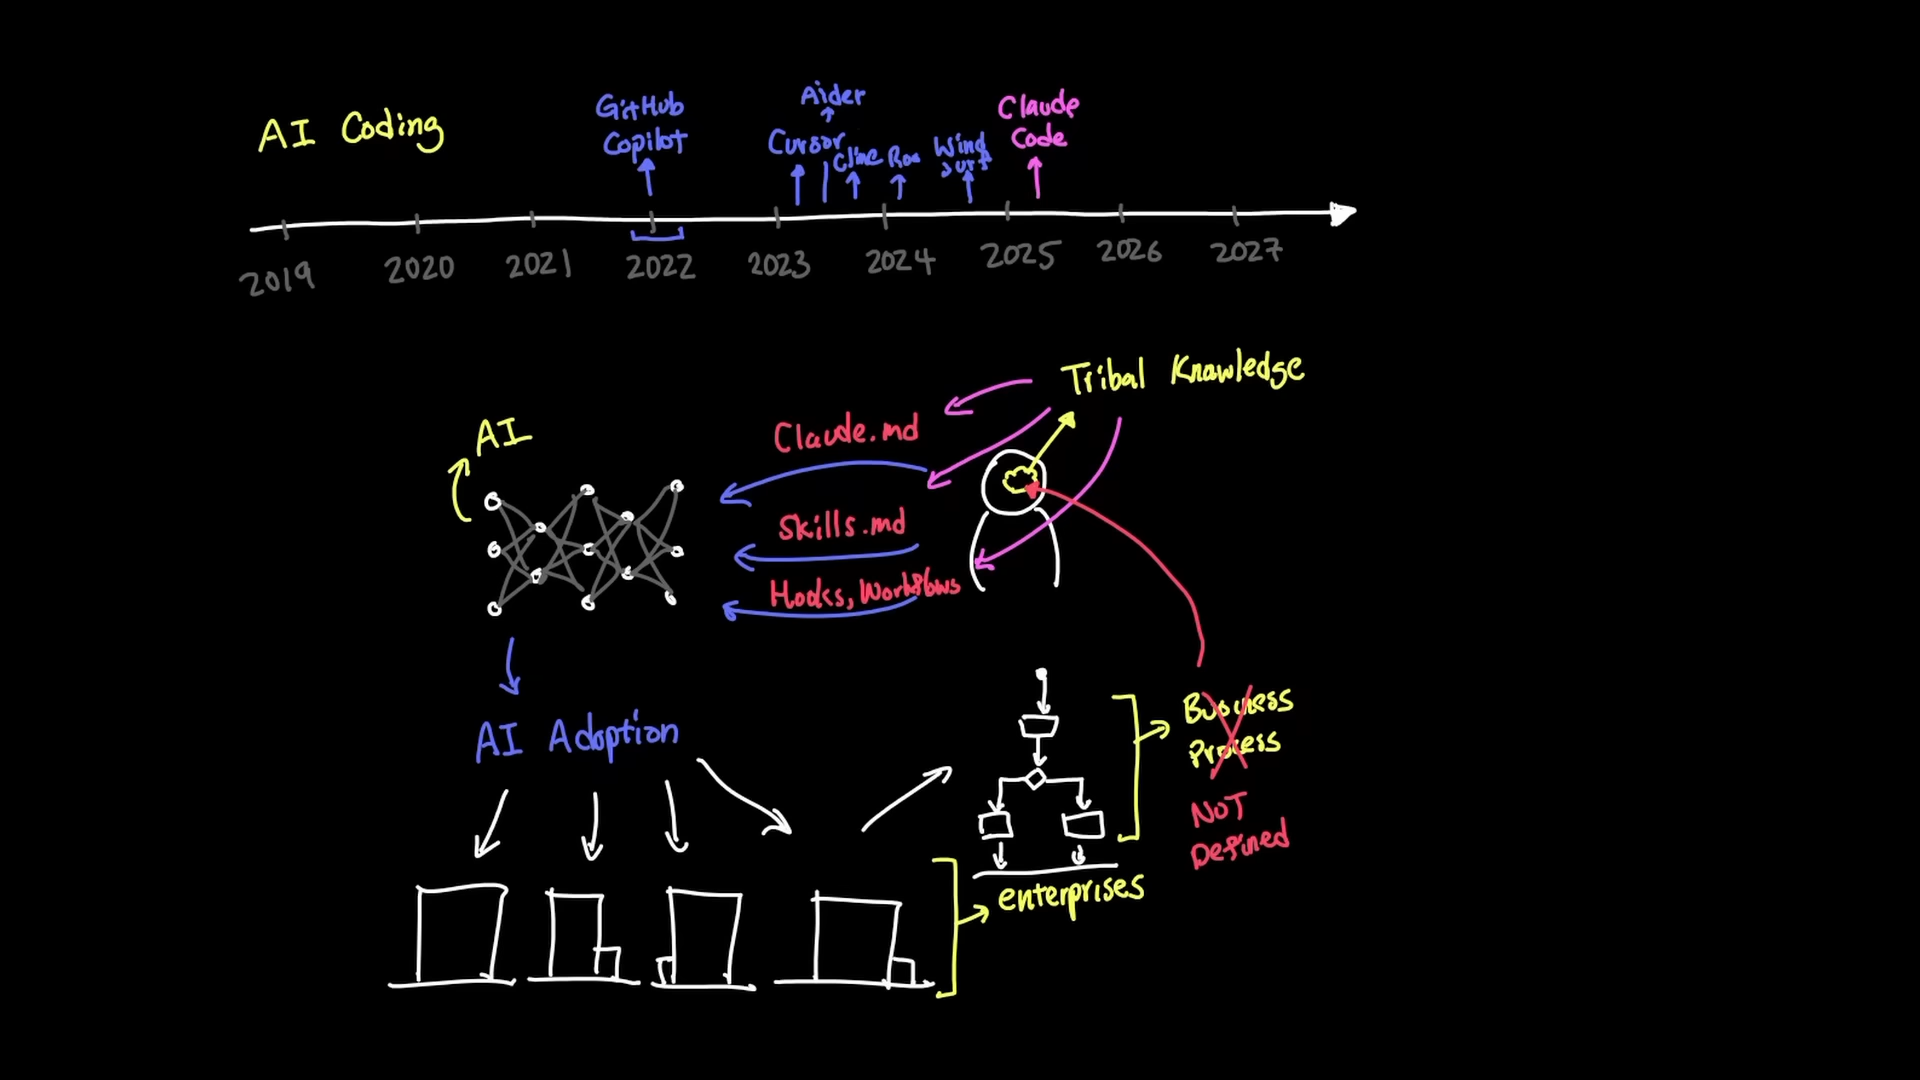 AI Coding
GitHub
Copilot
Aider
Cursor
Cline
Roo
Wind
surf
Claude
Code
2019
2020
2021
2022
2023
2024
2025
2026
2027
Tribal Knowledge
AI
Claude.md
Skills.md
Hooks, Workflows
AI Adoption
Business
Process
NOT
Defined
enterprises